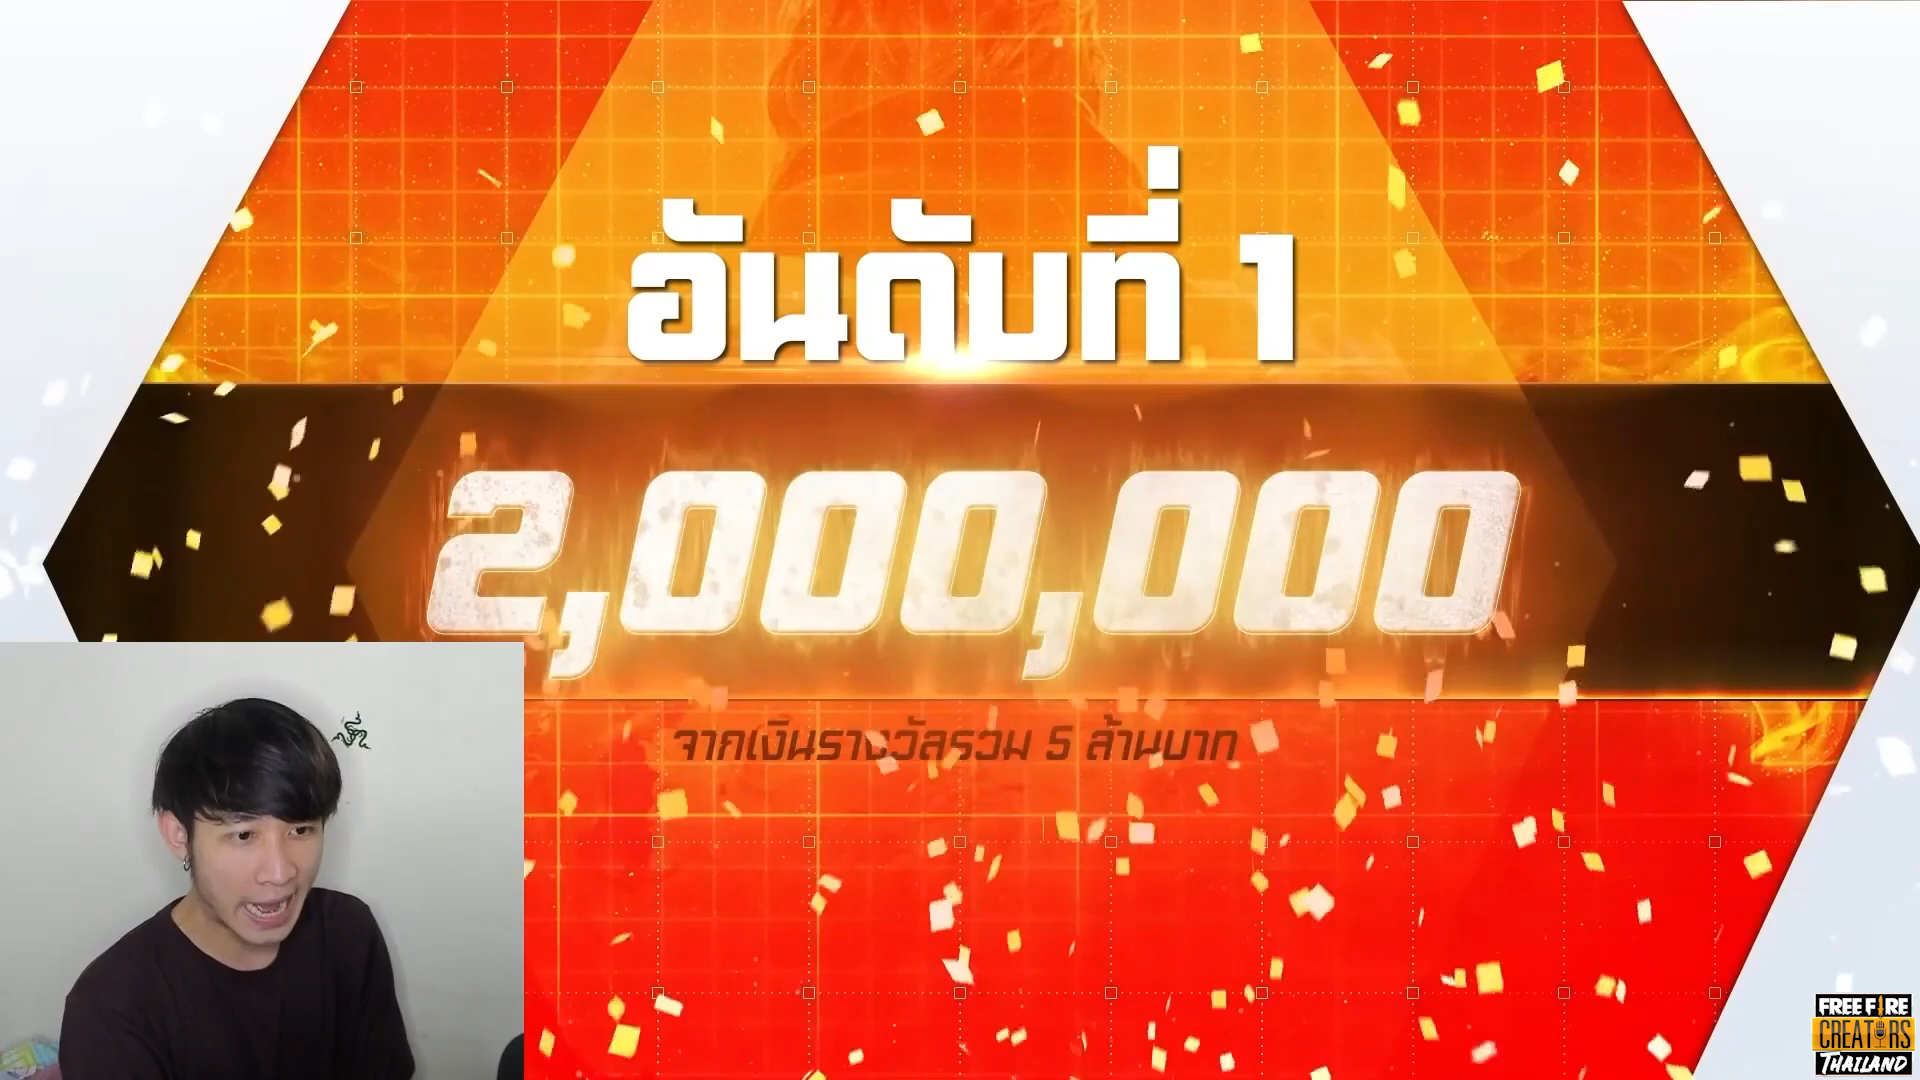 อันดับที่ 1
2,000,000
จากเงินรางวัลรวม 5 ล้านบาท
FREE FIRE
CREATORS
THAILAND